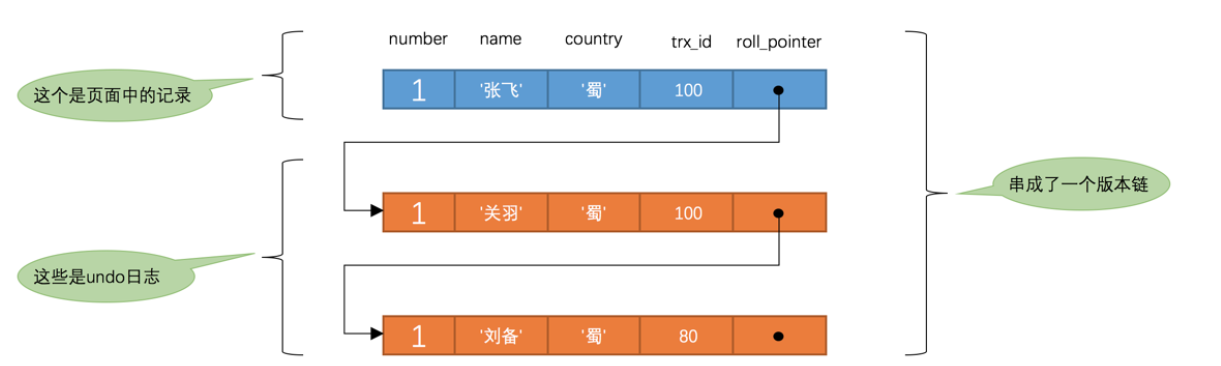 number name country trx_id roll_pointer
这个是页面中的记录
1 '张飞' '蜀' 100
串成了一个版本链
1 '关羽' '蜀' 100
这些是undo日志
1 '刘备' '蜀' 80